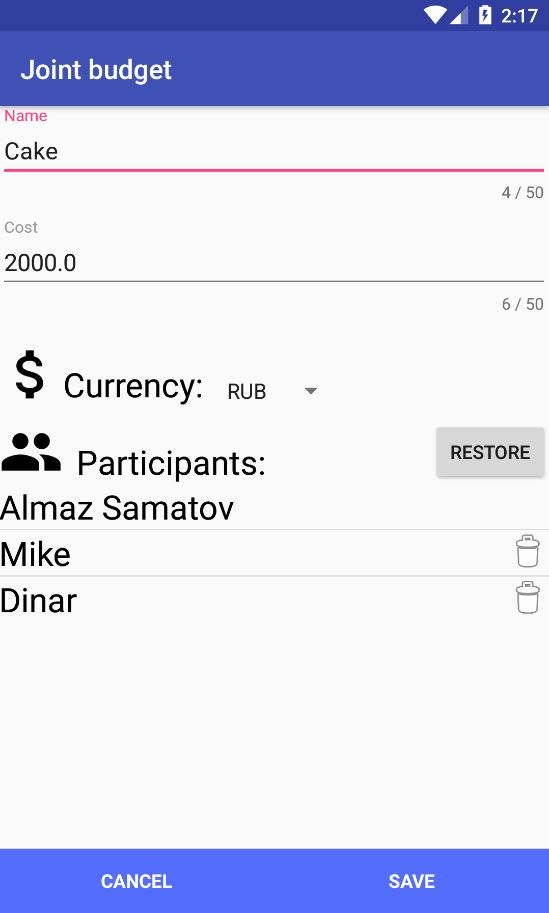 2:17
Joint budget
Name
Cake
4 / 50
Cost
2000.0
6 / 50
Currency: RUB
Participants: RESTORE
Almaz Samatov
Mike
Dinar
CANCEL SAVE